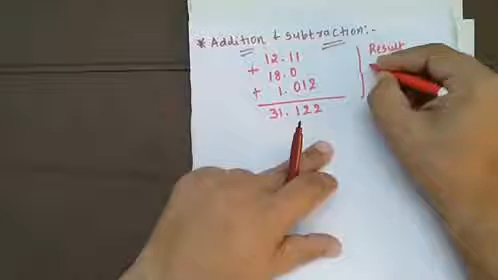 * Addition & subtraction:-
12.11
+ 18.0
+ 1.012
31.122
Result